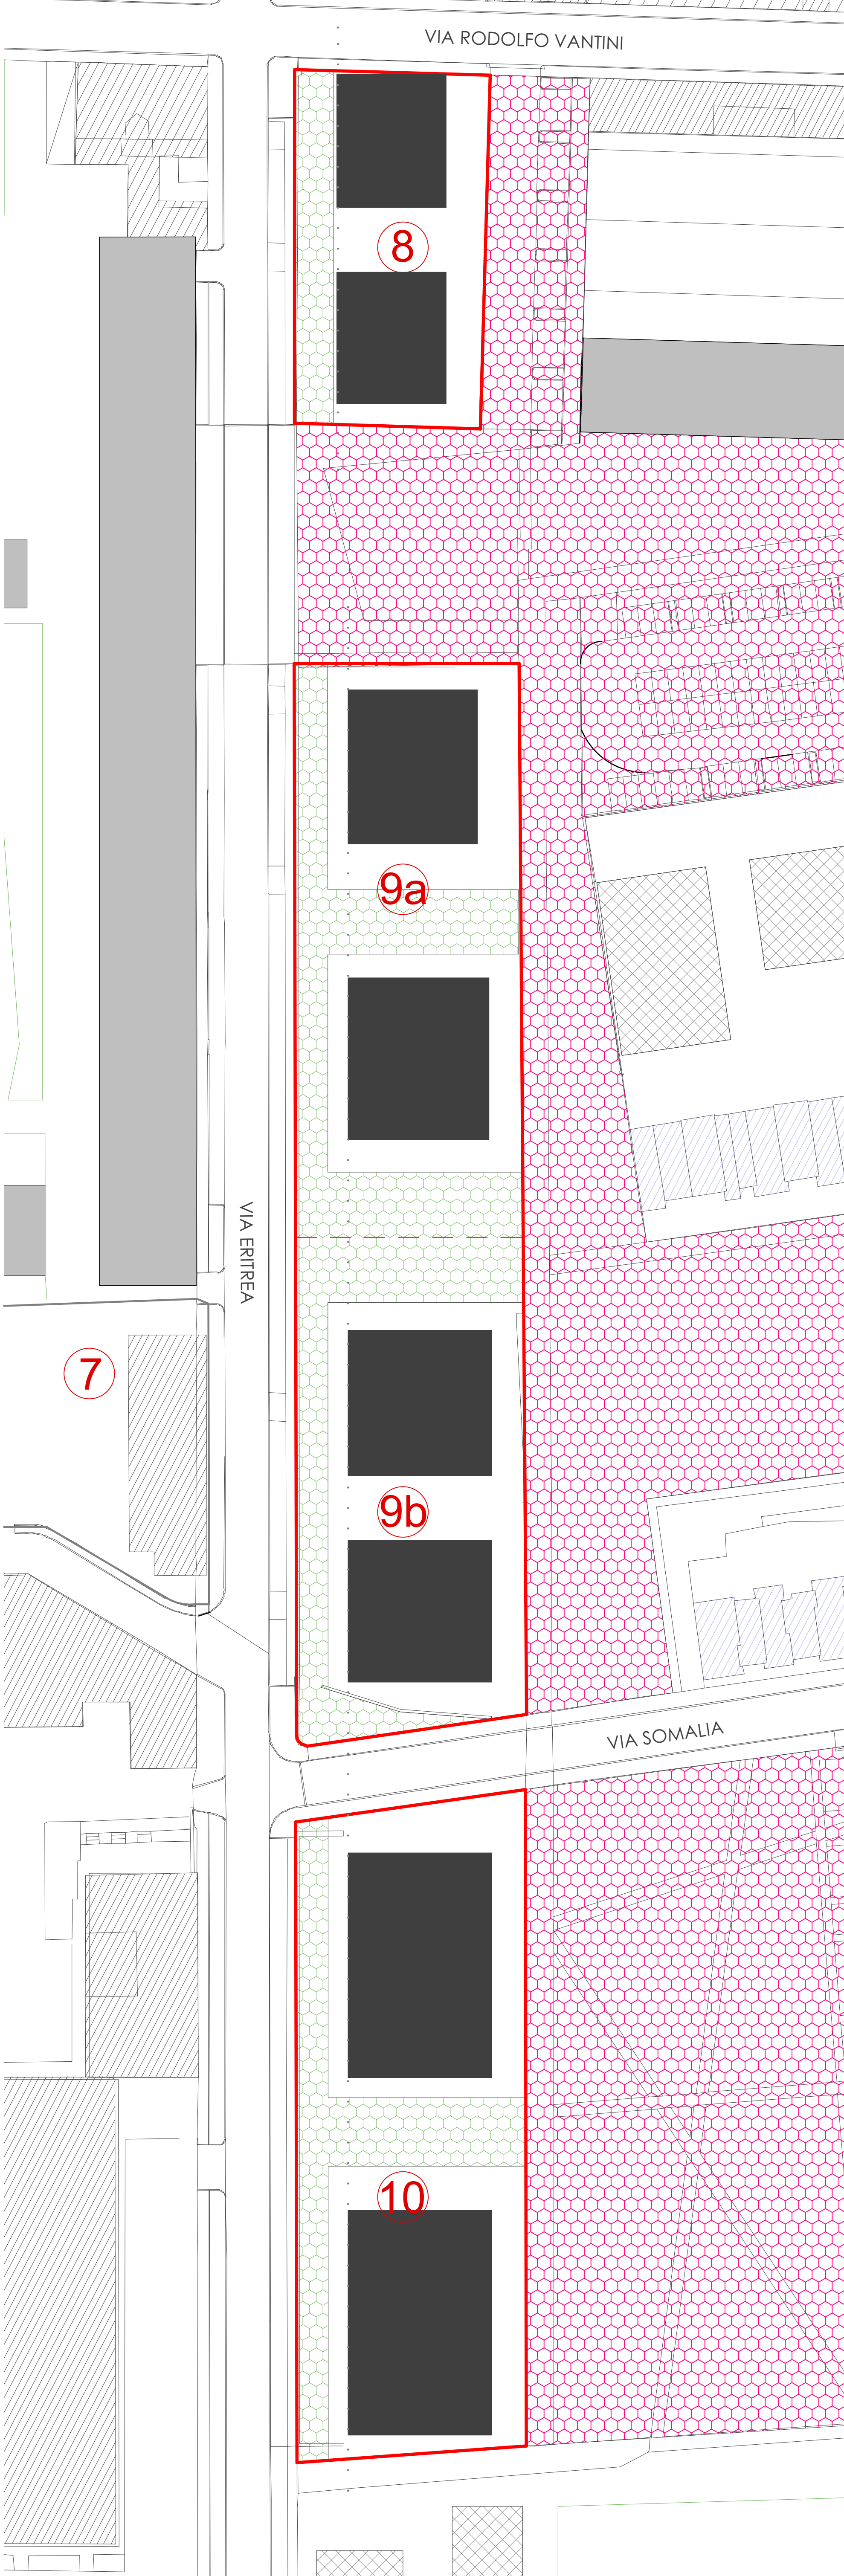 VIA RODOLFO VANTINI
8
9a
VIA ERITREA
7
9b
VIA SOMALIA
10